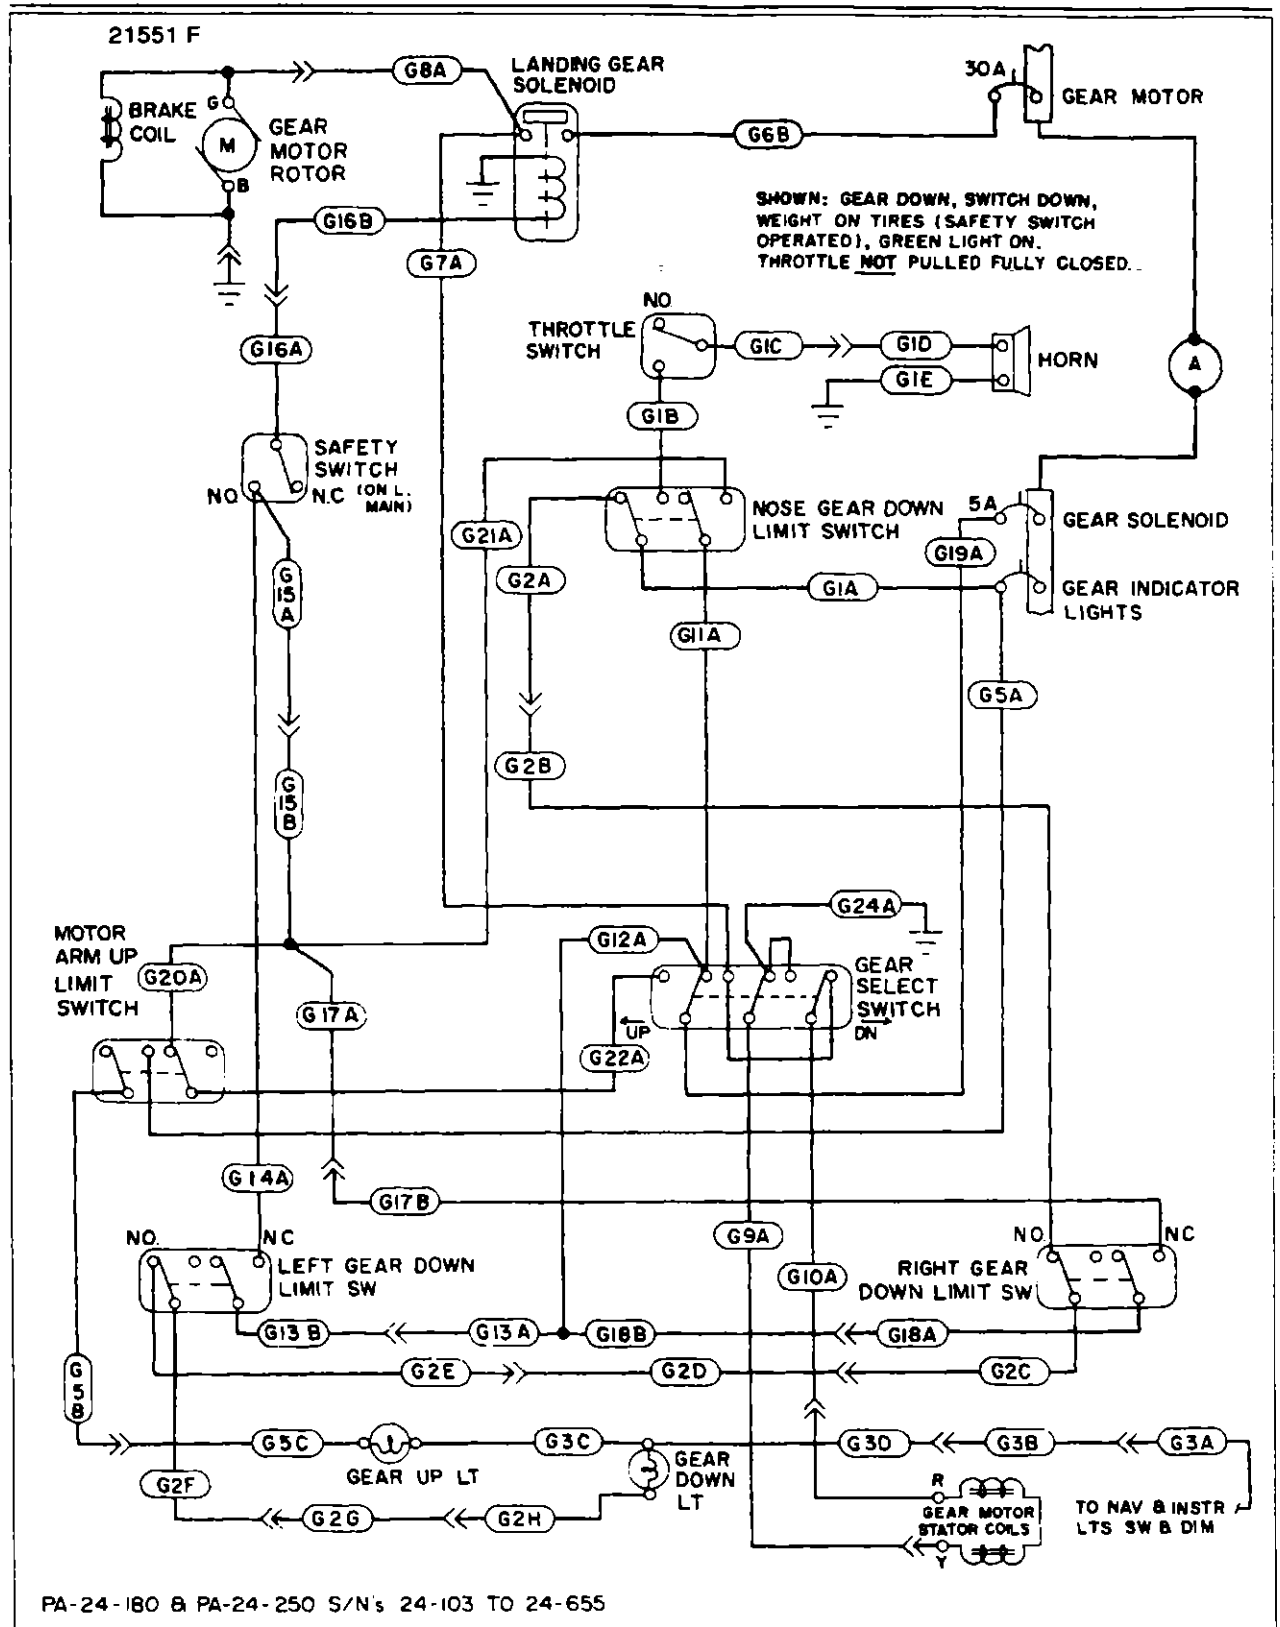 21551 F
BRAKE
COIL
G
M
B
GEAR
MOTOR
ROTOR
G8A
LANDING GEAR
SOLENOID
G6B
30A
GEAR MOTOR
G16B
G7A
SHOWN: GEAR DOWN, SWITCH DOWN,
WEIGHT ON TIRES (SAFETY SWITCH
OPERATED), GREEN LIGHT ON.
THROTTLE NOT PULLED FULLY CLOSED.
G16A
NO
THROTTLE
SWITCH
G1C
G1D
G1E
HORN
A
G1B
SAFETY
SWITCH
(ON L.
MAIN)
NO
N.C
G21A
G2A
NOSE GEAR DOWN
LIMIT SWITCH
5A
GEAR SOLENOID
G19A
G1A
GEAR INDICATOR
LIGHTS
G
15
A
G11A
G5A
G2B
G
15
B
G24A
MOTOR
ARM UP
LIMIT
SWITCH
G20A
G12A
GEAR
SELECT
SWITCH
G17A
UP
DN
G22A
G14A
G17B
NO.
NC
LEFT GEAR DOWN
LIMIT SW
G9A
G10A
NO.
NC
RIGHT GEAR
DOWN LIMIT SW
G13B
G13A
G18B
G18A
G2E
G2D
G2C
G
5
B
G5C
GEAR UP LT
G3C
GEAR
DOWN
LT
G3D
G3B
G3A
G2F
G2G
G2H
R
GEAR MOTOR
STATOR COILS
Y
TO NAV & INSTR
LTS SW & DIM
PA-24-180 & PA-24-250 S/N's 24-103 TO 24-655